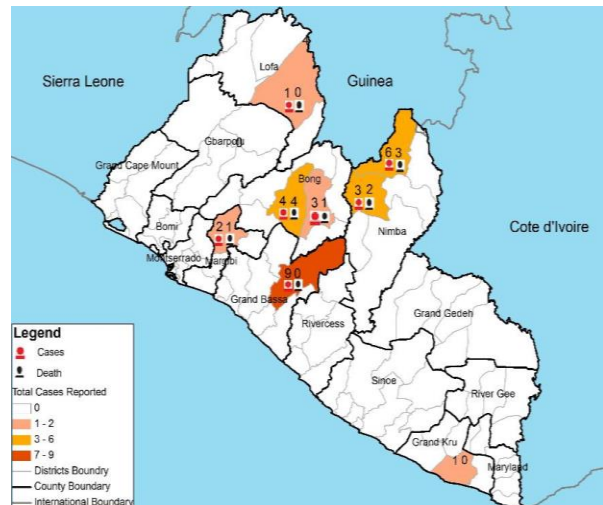 Lofa
Sierra Leone
Guinea
1 0
Gbarpolu
6 3
Grand Cape Mount
Bong
3 2
4 4
3 1
Cote d'Ivoire
Bomi
2 1
Nimba
Montserrado
Margibi
9 0
Grand Bassa
Grand Gedeh
Rivercess
Legend
Cases
Death
Total Cases Reported
0
1 - 2
3 - 6
7 - 9
Districts Boundry
County Boundary
International Boundary
Sinoe
River Gee
Grand Kru
1 0
Maryland